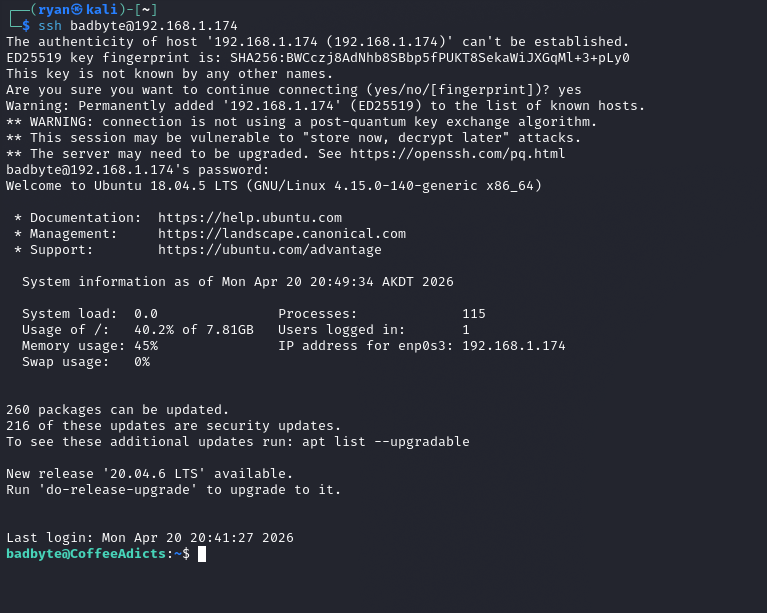 ┌──(ryan㉿kali)-[~]
└─$ ssh badbyte@192.168.1.174
The authenticity of host '192.168.1.174 (192.168.1.174)' can't be established.
ED25519 key fingerprint is: SHA256:BWCczj8AdNhb8SBbp5fPUKT8SekaWiJXGqMl+3+pLy0
This key is not known by any other names.
Are you sure you want to continue connecting (yes/no/[fingerprint])? yes
Warning: Permanently added '192.168.1.174' (ED25519) to the list of known hosts.
** WARNING: connection is not using a post-quantum key exchange algorithm.
** This session may be vulnerable to "store now, decrypt later" attacks.
** The server may need to be upgraded. See https://openssh.com/pq.html
badbyte@192.168.1.174's password:
Welcome to Ubuntu 18.04.5 LTS (GNU/Linux 4.15.0-140-generic x86_64)

 * Documentation:  https://help.ubuntu.com
 * Management:     https://landscape.canonical.com
 * Support:        https://ubuntu.com/advantage

  System information as of Mon Apr 20 20:49:34 AKDT 2026

  System load:  0.0               Processes:             115
  Usage of /:   40.2% of 7.81GB   Users logged in:       1
  Memory usage: 45%               IP address for enp0s3: 192.168.1.174
  Swap usage:   0%


260 packages can be updated.
216 of these updates are security updates.
To see these additional updates run: apt list --upgradable

New release '20.04.6 LTS' available.
Run 'do-release-upgrade' to upgrade to it.


Last login: Mon Apr 20 20:41:27 2026
badbyte@CoffeeAdicts:~$